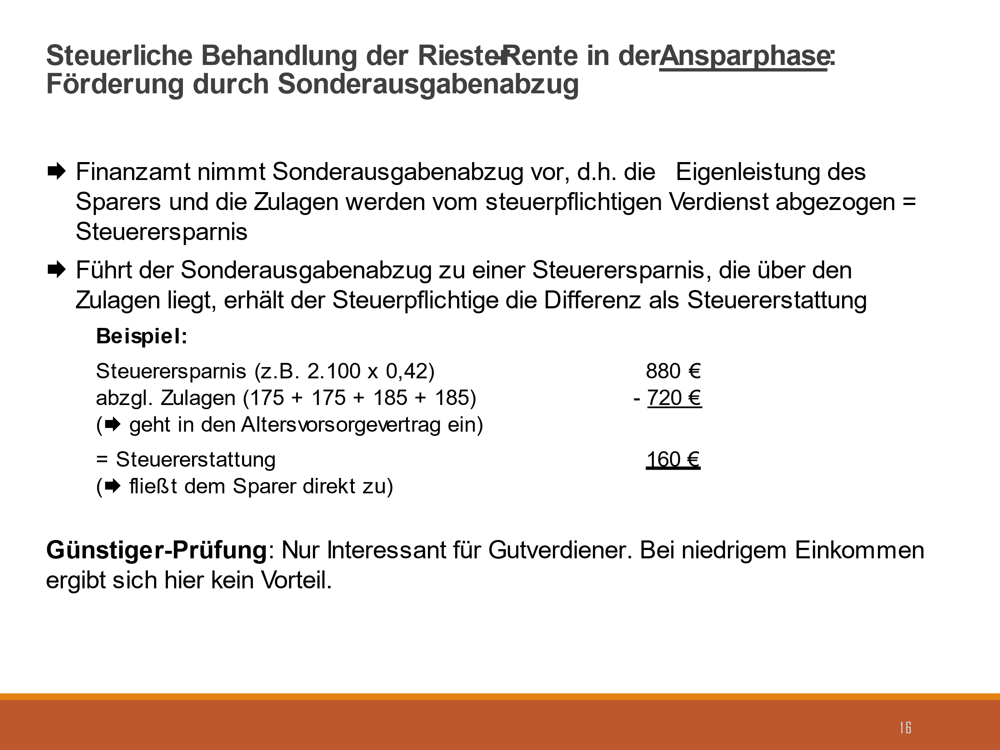 Steuerliche Behandlung der Riester-Rente in der Ansparphase:
Förderung durch Sonderausgabenabzug
➡ Finanzamt nimmt Sonderausgabenabzug vor, d.h. die Eigenleistung des
Sparers und die Zulagen werden vom steuerpflichtigen Verdienst abgezogen =
Steuerersparnis
➡ Führt der Sonderausgabenabzug zu einer Steuerersparnis, die über den
Zulagen liegt, erhält der Steuerpflichtige die Differenz als Steuererstattung
Beispiel:
Steuerersparnis (z.B. 2.100 x 0,42) 880 €
abzgl. Zulagen (175 + 175 + 185 + 185) - 720 €
(➡ geht in den Altersvorsorgevertrag ein)
= Steuererstattung 160 €
(➡ fließt dem Sparer direkt zu)
Günstiger-Prüfung: Nur Interessant für Gutverdiener. Bei niedrigem Einkommen
ergibt sich hier kein Vorteil.
16